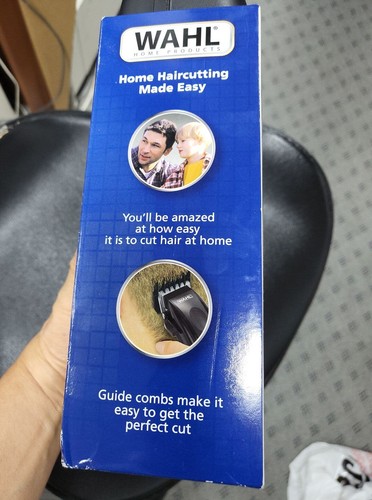 WAHL®
HOME PRODUCTS
Home Haircutting
Made Easy
You'll be amazed
at how easy
it is to cut hair at home
WAHL
Guide combs make it
easy to get the
perfect cut